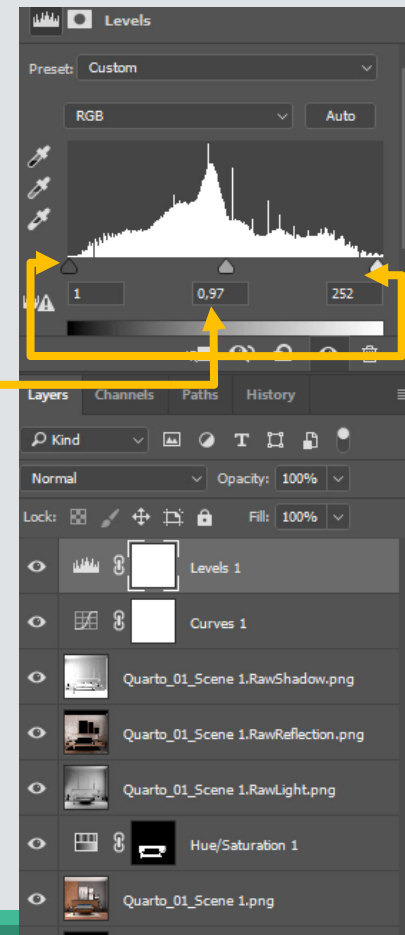 Levels
Preset: Custom
RGB Auto
1 0,97 252
Layers Channels Paths History
Kind T
Normal Opacity: 100%
Lock: Fill: 100%
Levels 1
Curves 1
Quarto_01_Scene 1.RawShadow.png
Quarto_01_Scene 1.RawReflection.png
Quarto_01_Scene 1.RawLight.png
Hue/Saturation 1
Quarto_01_Scene 1.png